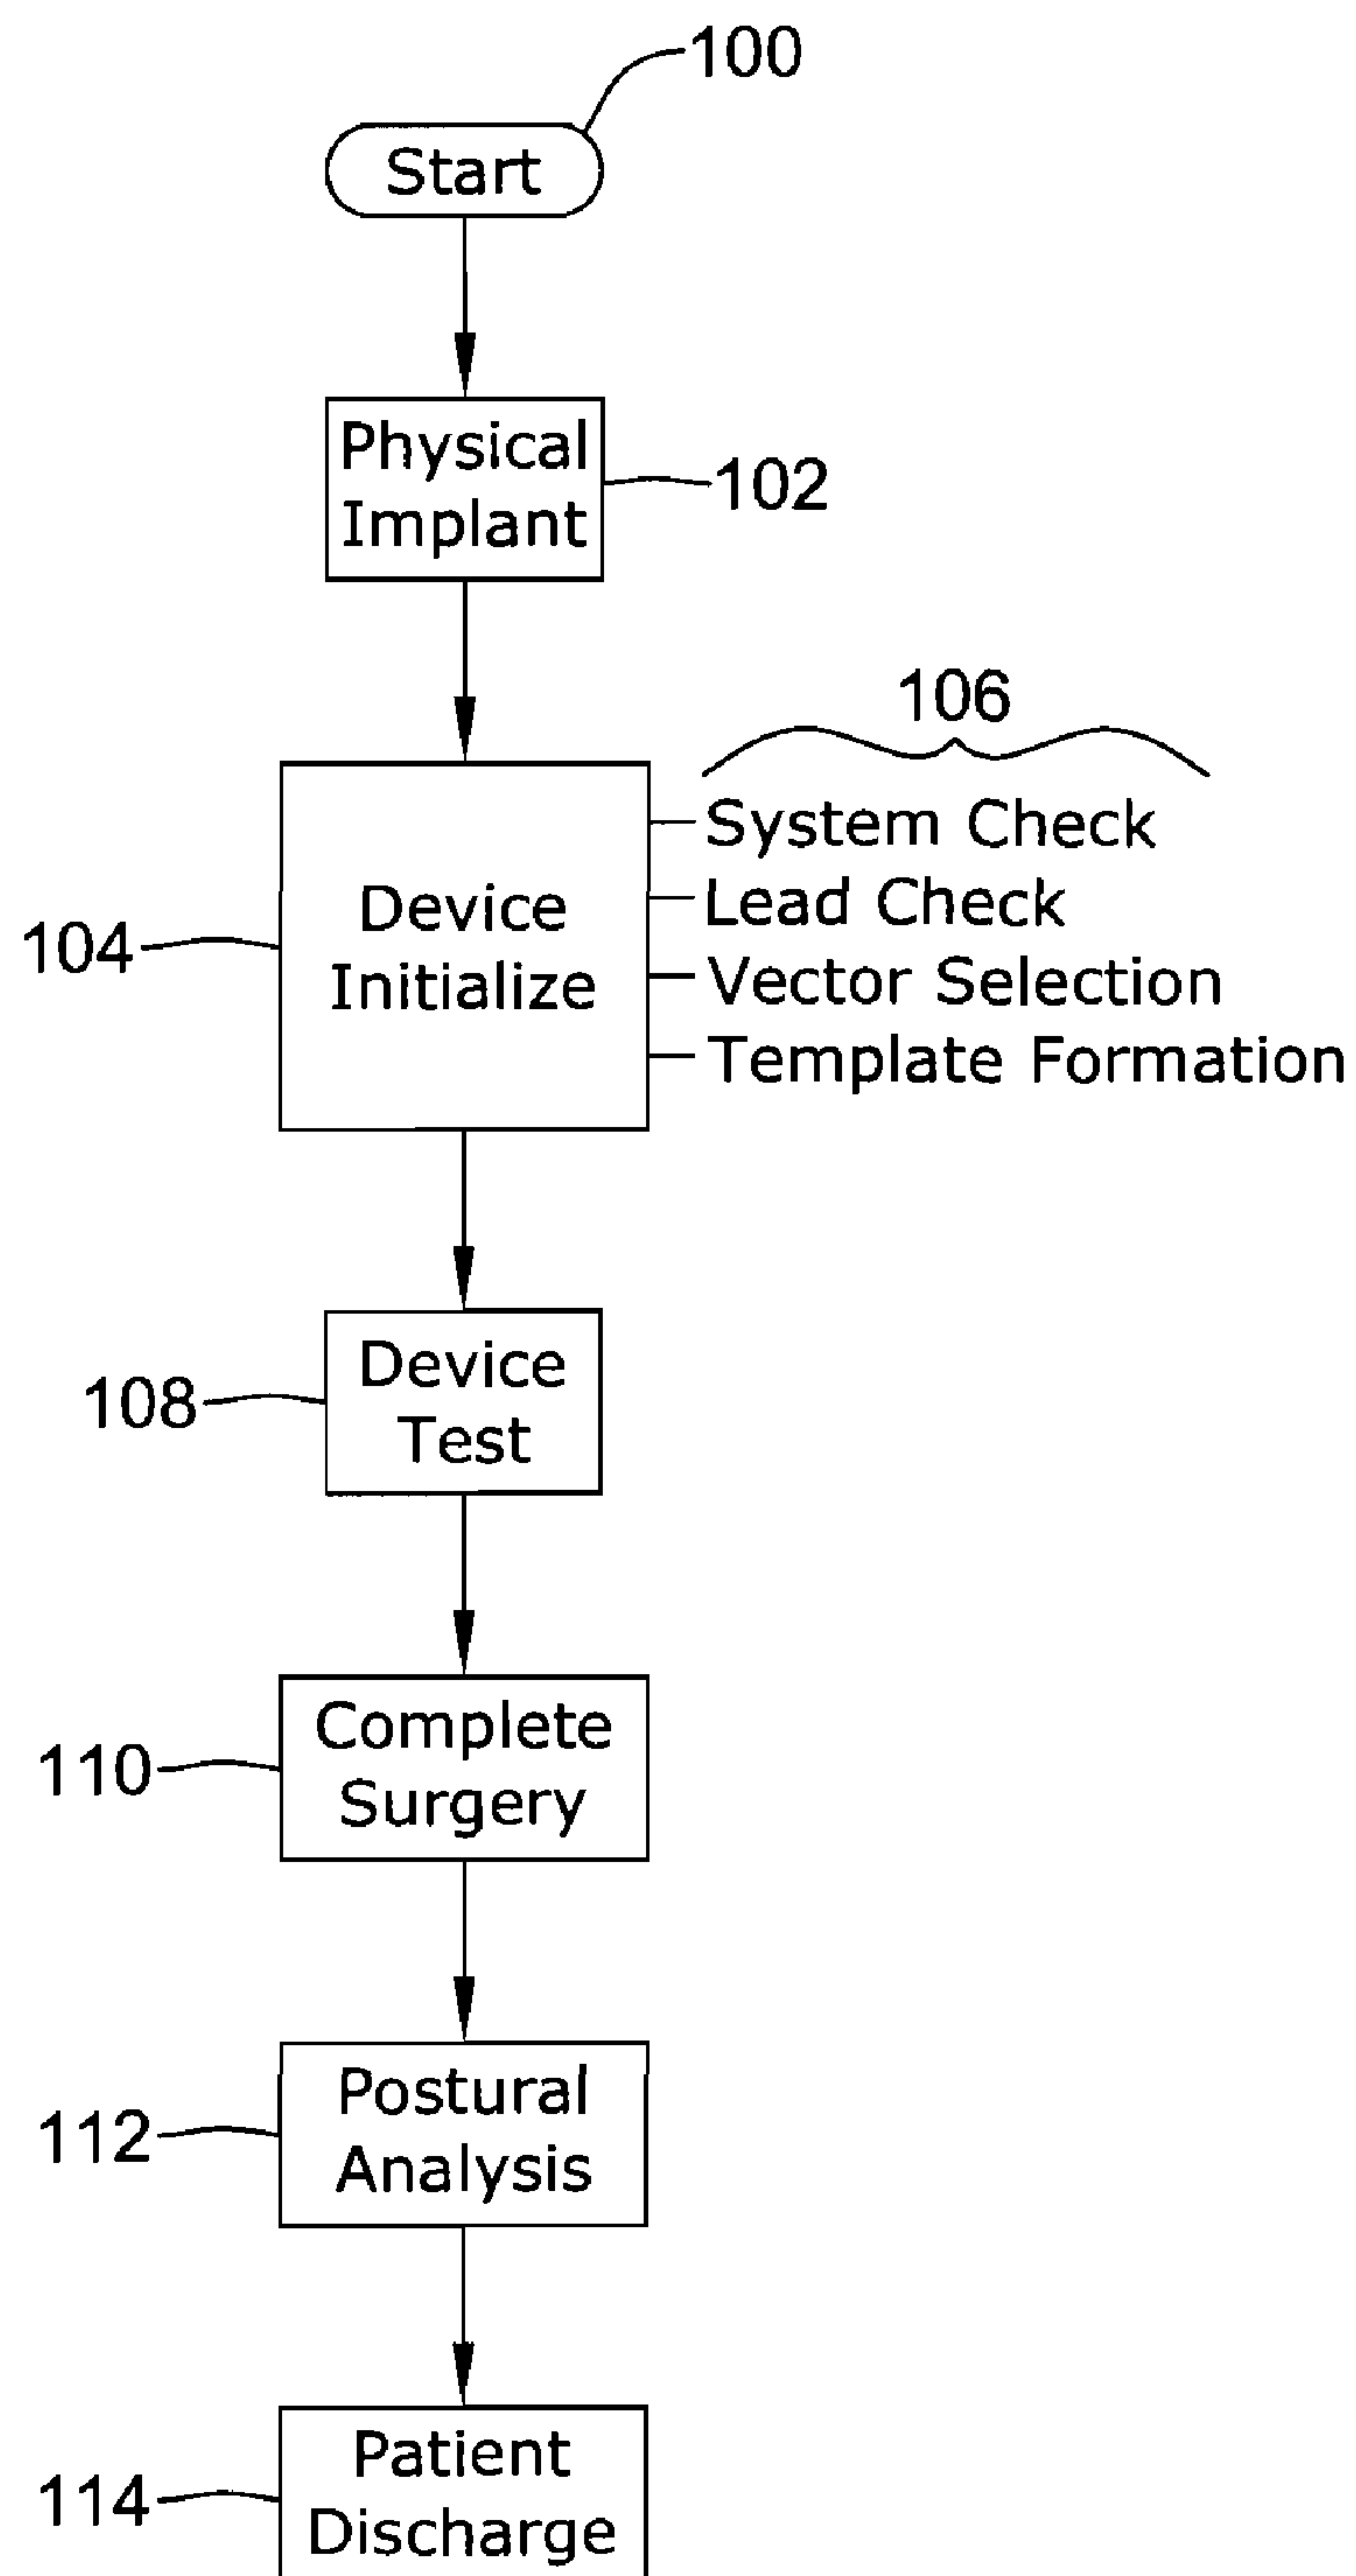 100
Start
Physical
Implant
102
106
System Check
Lead Check
Vector Selection
Template Formation
104
Device
Initialize
108
Device
Test
110
Complete
Surgery
112
Postural
Analysis
114
Patient
Discharge